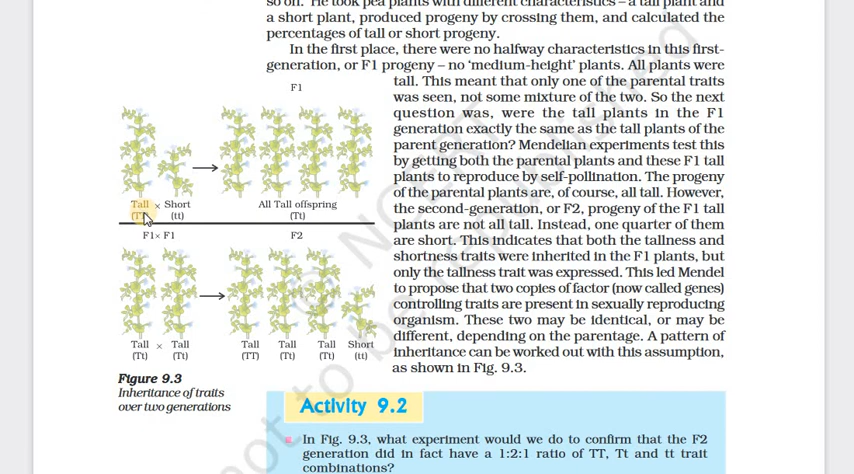 so on. He took pea plants with different characteristics – a tall plant and
a short plant, produced progeny by crossing them, and calculated the
percentages of tall or short progeny.
In the first place, there were no halfway characteristics in this first-
generation, or F1 progeny – no ‘medium-height’ plants. All plants were
tall. This meant that only one of the parental traits
was seen, not some mixture of the two. So the next
question was, were the tall plants in the F1
generation exactly the same as the tall plants of the
parent generation? Mendelian experiments test this
by getting both the parental plants and these F1 tall
plants to reproduce by self-pollination. The progeny
of the parental plants are, of course, all tall. However,
the second-generation, or F2, progeny of the F1 tall
plants are not all tall. Instead, one quarter of them
are short. This indicates that both the tallness and
shortness traits were inherited in the F1 plants, but
only the tallness trait was expressed. This led Mendel
to propose that two copies of factor (now called genes)
controlling traits are present in sexually reproducing
organism. These two may be identical, or may be
different, depending on the parentage. A pattern of
inheritance can be worked out with this assumption,
as shown in Fig. 9.3.
F1
Tall × Short
(TT) (tt)
All Tall offspring
(Tt)
F1× F1
F2
Tall × Tall
(Tt) (Tt)
Tall Tall Tall Short
(TT) (Tt) (Tt) (tt)
Figure 9.3
Inheritance of traits
over two generations
Activity 9.2
In Fig. 9.3, what experiment would we do to confirm that the F2
generation did in fact have a 1:2:1 ratio of TT, Tt and tt trait
combinations?
© NCERT
not to be republished